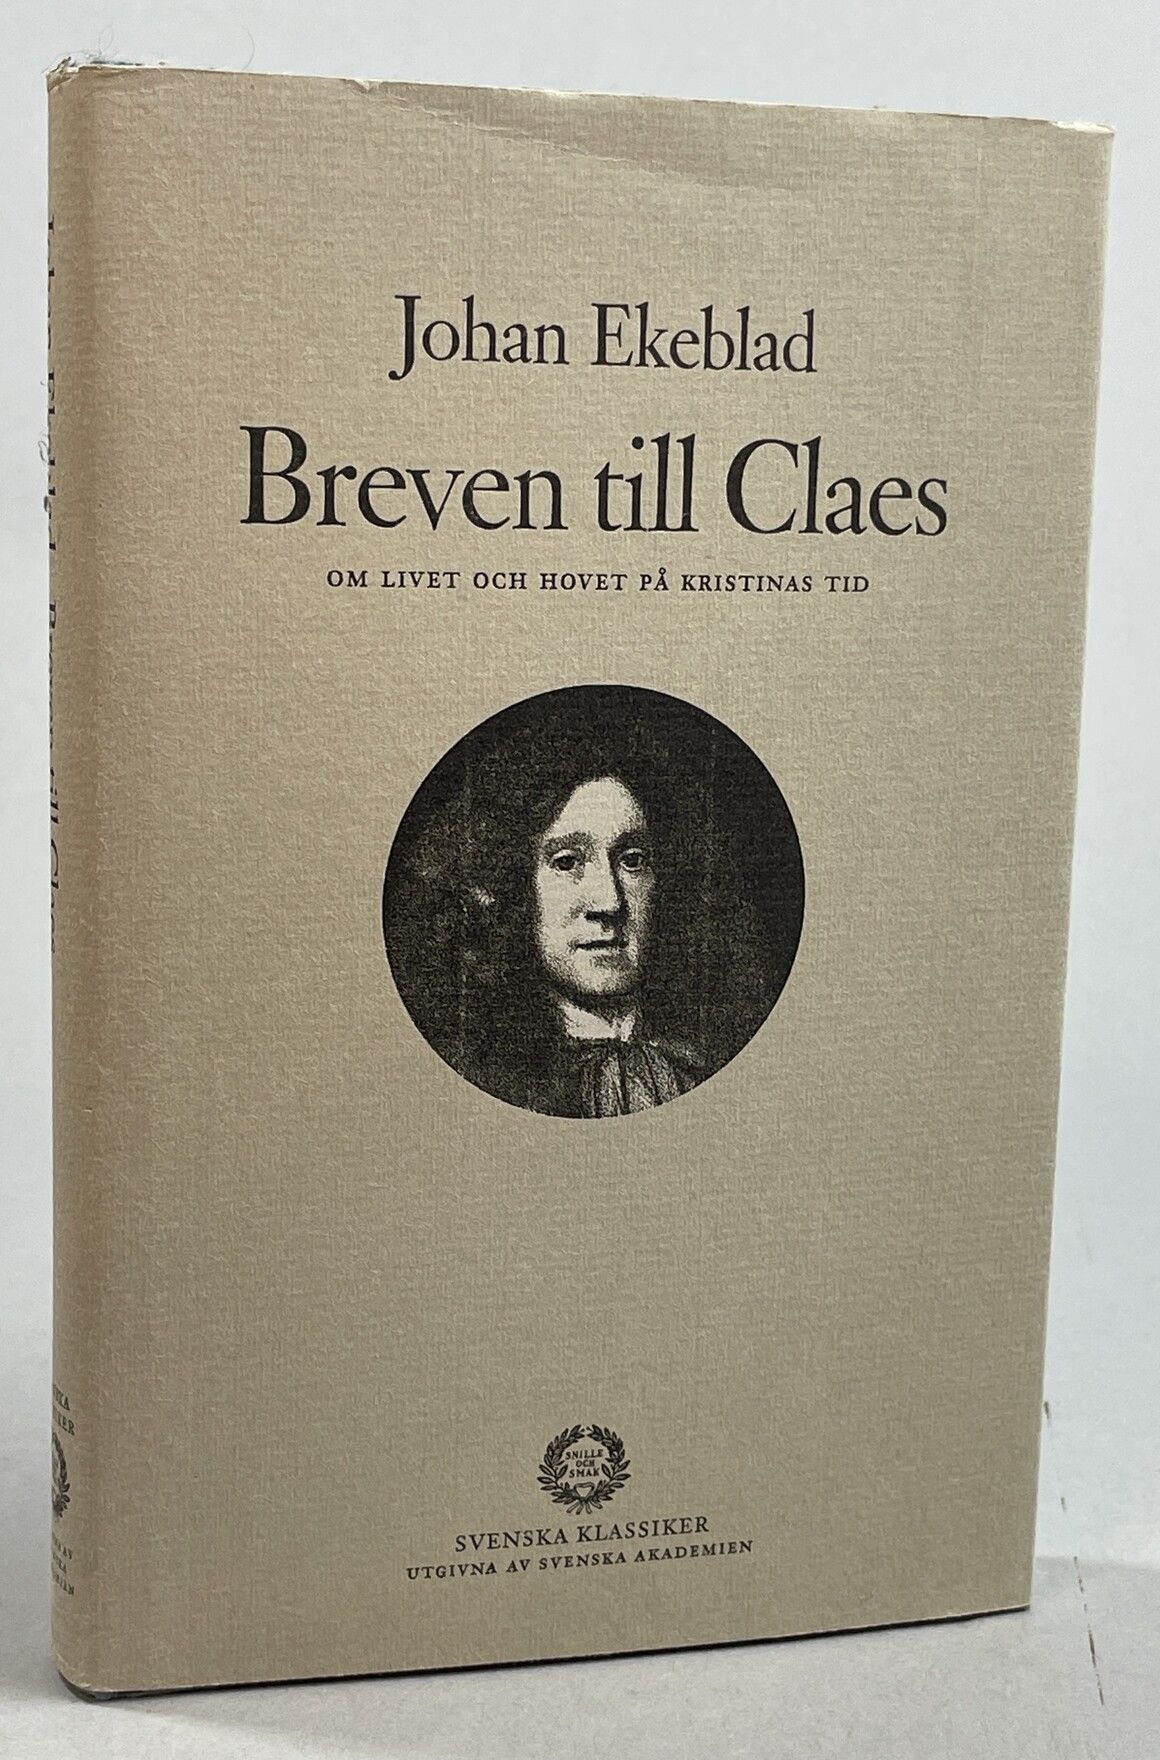 Johan Ekeblad
Breven till Claes
OM LIVET OCH HOVET PÅ KRISTINAS TID
SNILLE
OCH
SMAK
SVENSKA KLASSIKER
UTGIVNA AV SVENSKA AKADEMIEN